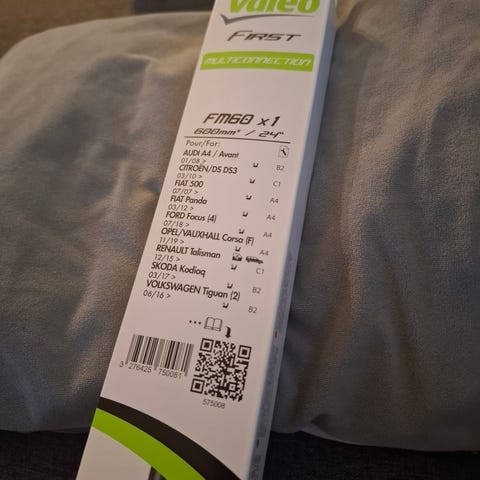 Valeo
FIRST
MULTICONNECTION
FM60 x1
600mm* / 24"
Pour/For:
AUDI A4 / Avant
01/08 > B2
CITROËN/DS DS3
03/10 > C1
FIAT 500
07/07 > A4
FIAT Panda
03/12 > A4
FORD Focus (4)
07/18 > A4
OPEL/VAUXHALL Corsa (F)
11/19 > A4
RENAULT Talisman
12/15 > C1
SKODA Kodiaq
03/17 > B2
VOLKSWAGEN Tiguan (2)
06/16 > B2
...
3 276425 750081
575008